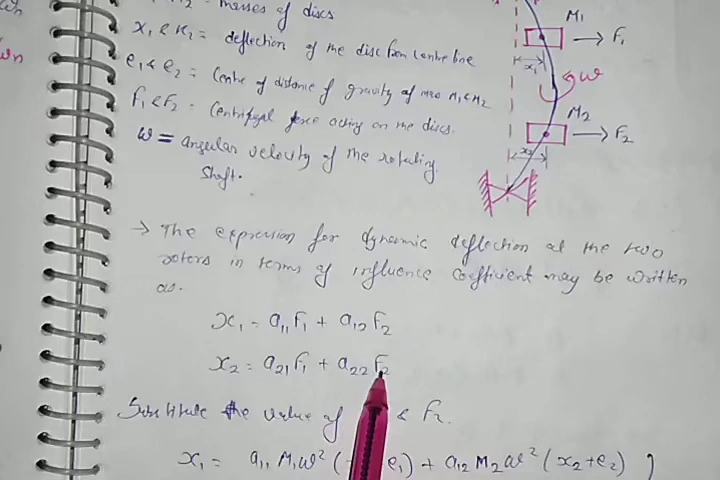 masses of discs
x1 & x2 = deflection of the disc from centre line
e1 & e2 = Centre of distance of gravity of mass M1 & M2
F1 & F2 - Centrifugal force acting on the discs.
ω = angular velocity of the rotating
Shaft.
M1
F1
x1
ω
M2
F2
→ The expression for dynamic deflection at the two
rotors in terms of influence coefficient may be written
as.
x1 = a11 F1 + a12 F2
x2 = a21 F1 + a22 F2
Substitute the value of & F2.
x1 = a11 M1 ω² ( e1) + a12 M2 ω² (x2 + e2)